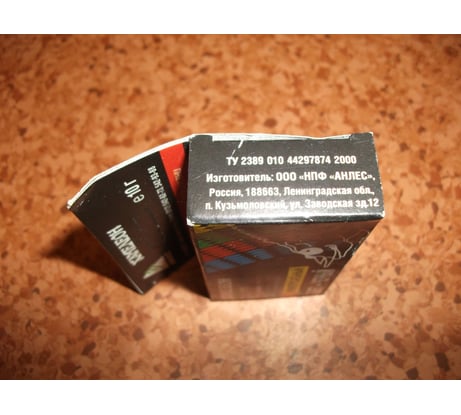 ТУ 2389 010 44297874 2000
Изготовитель: ООО «НПФ «АНЛЕС»,
Россия, 188663, Ленинградская обл.,
п. Кузьмоловский, ул. Заводская зд.12
℮ 10 г
ХАМЕЛЕОН